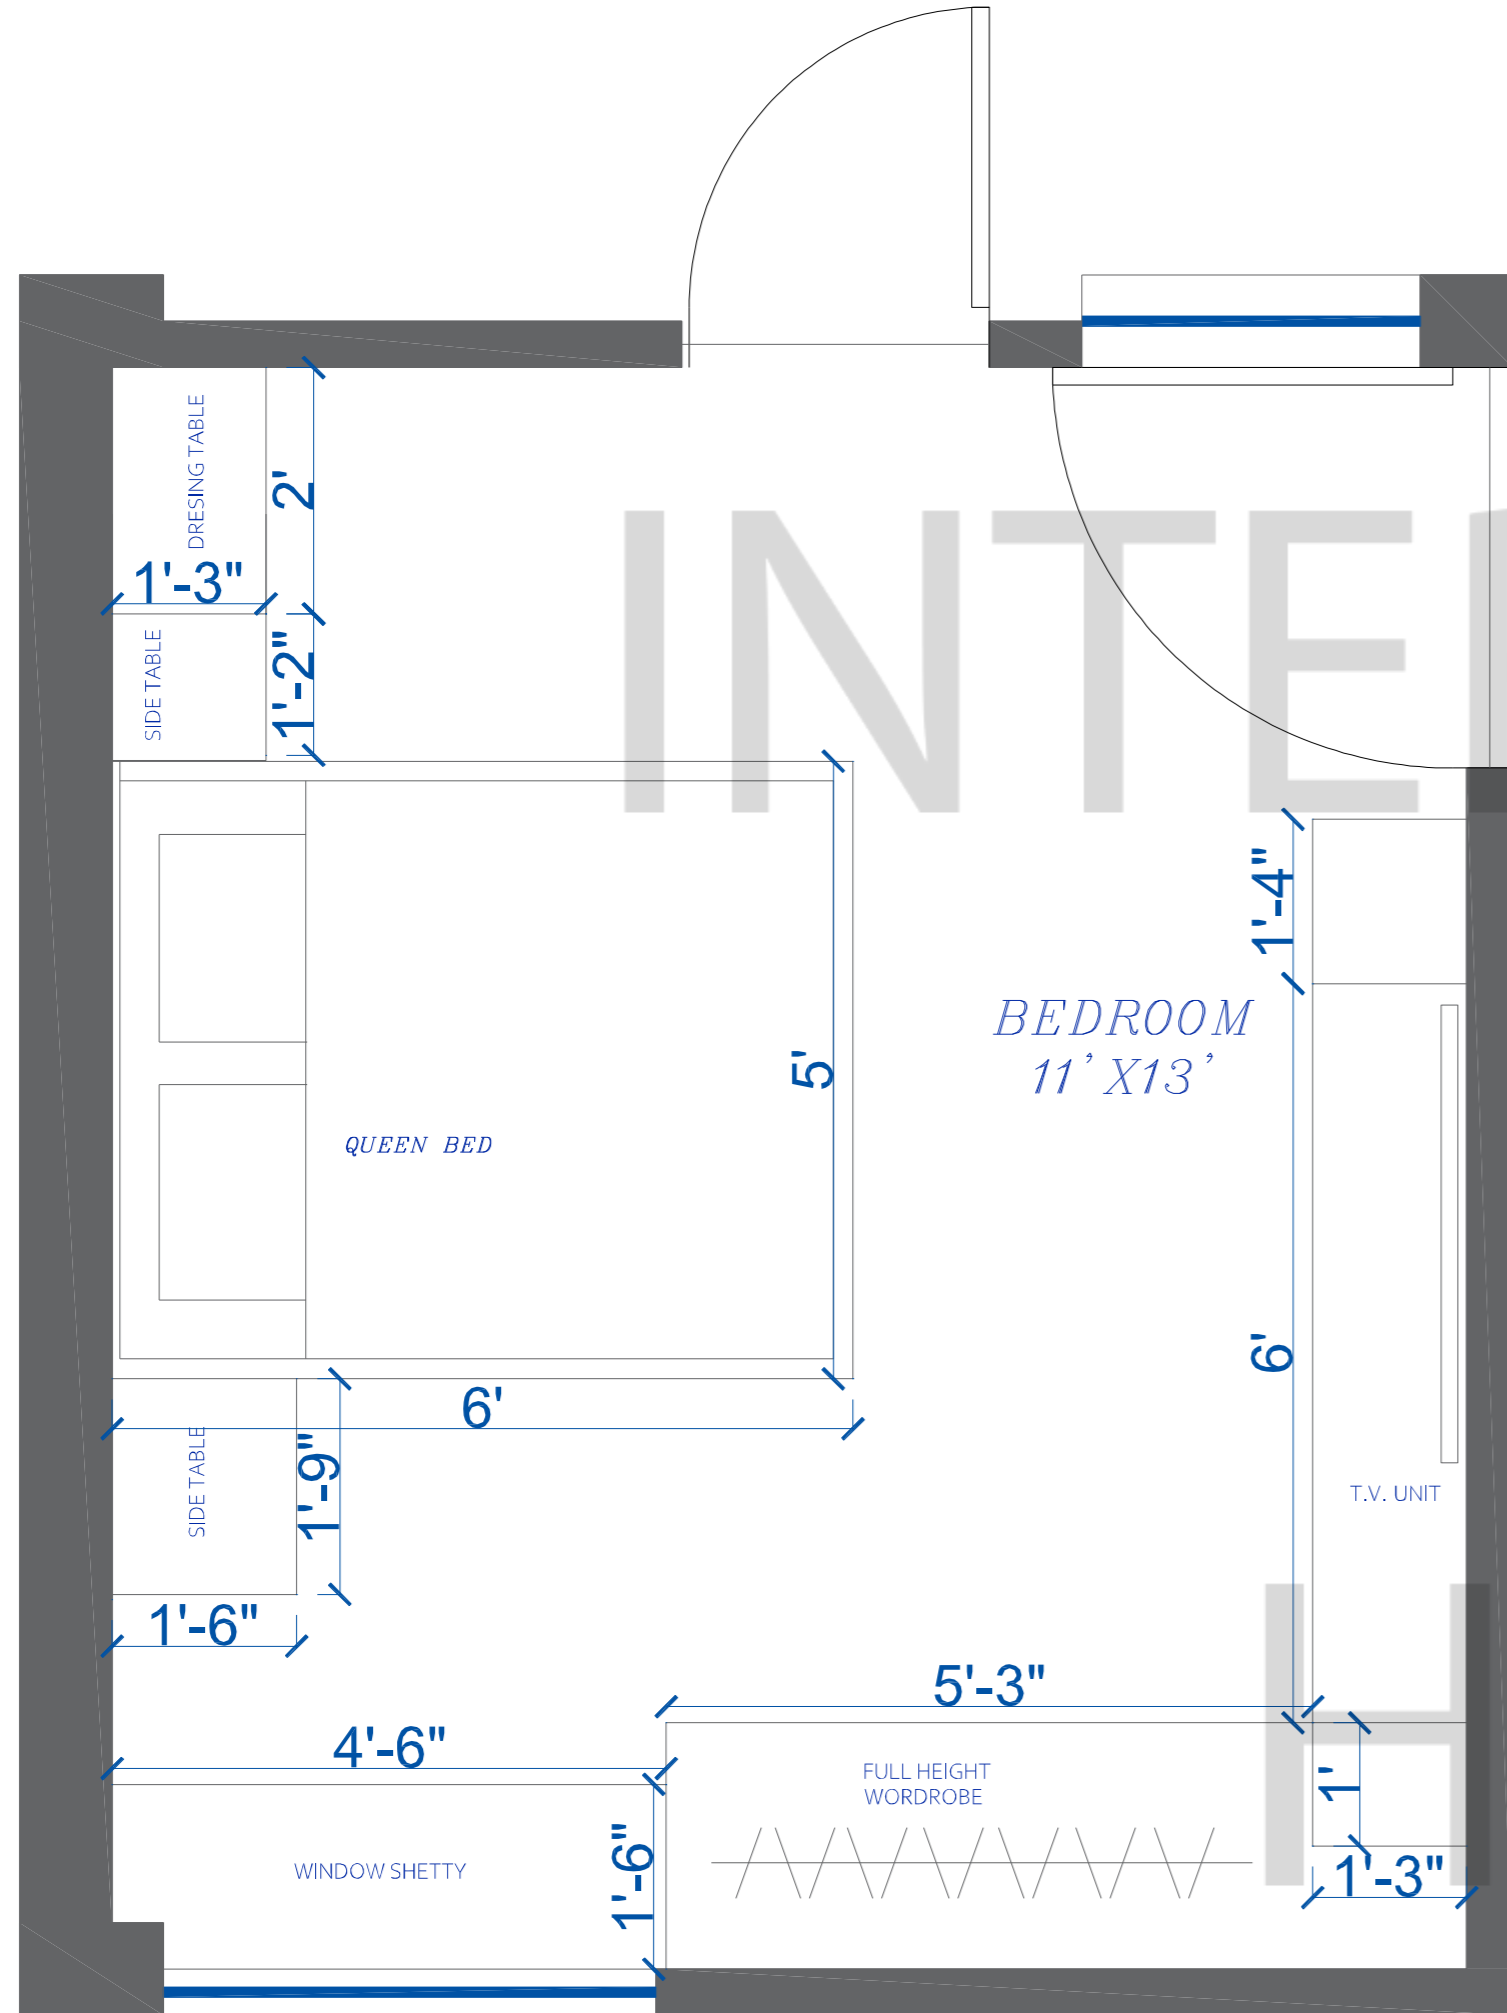 DRESING TABLE
2'
1'-3"
SIDE TABLE
1'-2"
INTE
1'-4"
BEDROOM
11' X13'
5'
QUEEN BED
6'
6'
SIDE TABLE
1'-9"
T.V. UNIT
1'-6"
5'-3"
4'-6"
FULL HEIGHT
WORDROBE
1'
WINDOW SHETTY
1'-6"
1'-3"
H